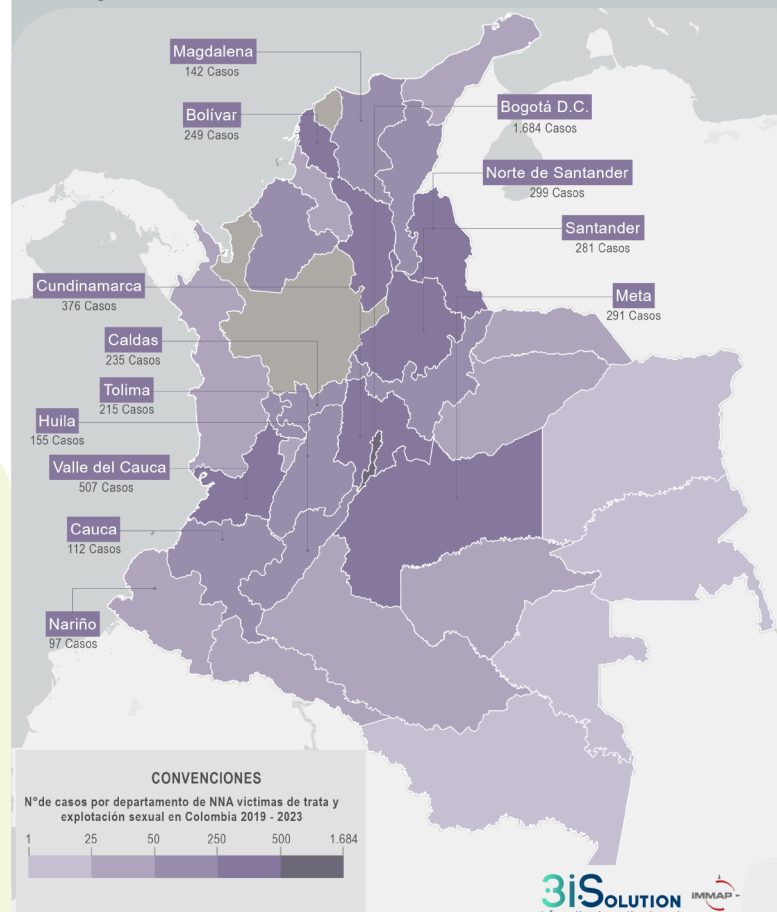 Magdalena
142 Casos
Bolívar
249 Casos
Bogotá D.C.
1.684 Casos
Norte de Santander
299 Casos
Santander
281 Casos
Cundinamarca
376 Casos
Meta
291 Casos
Caldas
235 Casos
Tolima
215 Casos
Huila
155 Casos
Valle del Cauca
507 Casos
Cauca
112 Casos
Nariño
97 Casos
CONVENCIONES
N°de casos por departamento de NNA victimas de trata y
explotación sexual en Colombia 2019 - 2023
1 25 50 250 500 1.684
3iSOLUTION
iMMAP